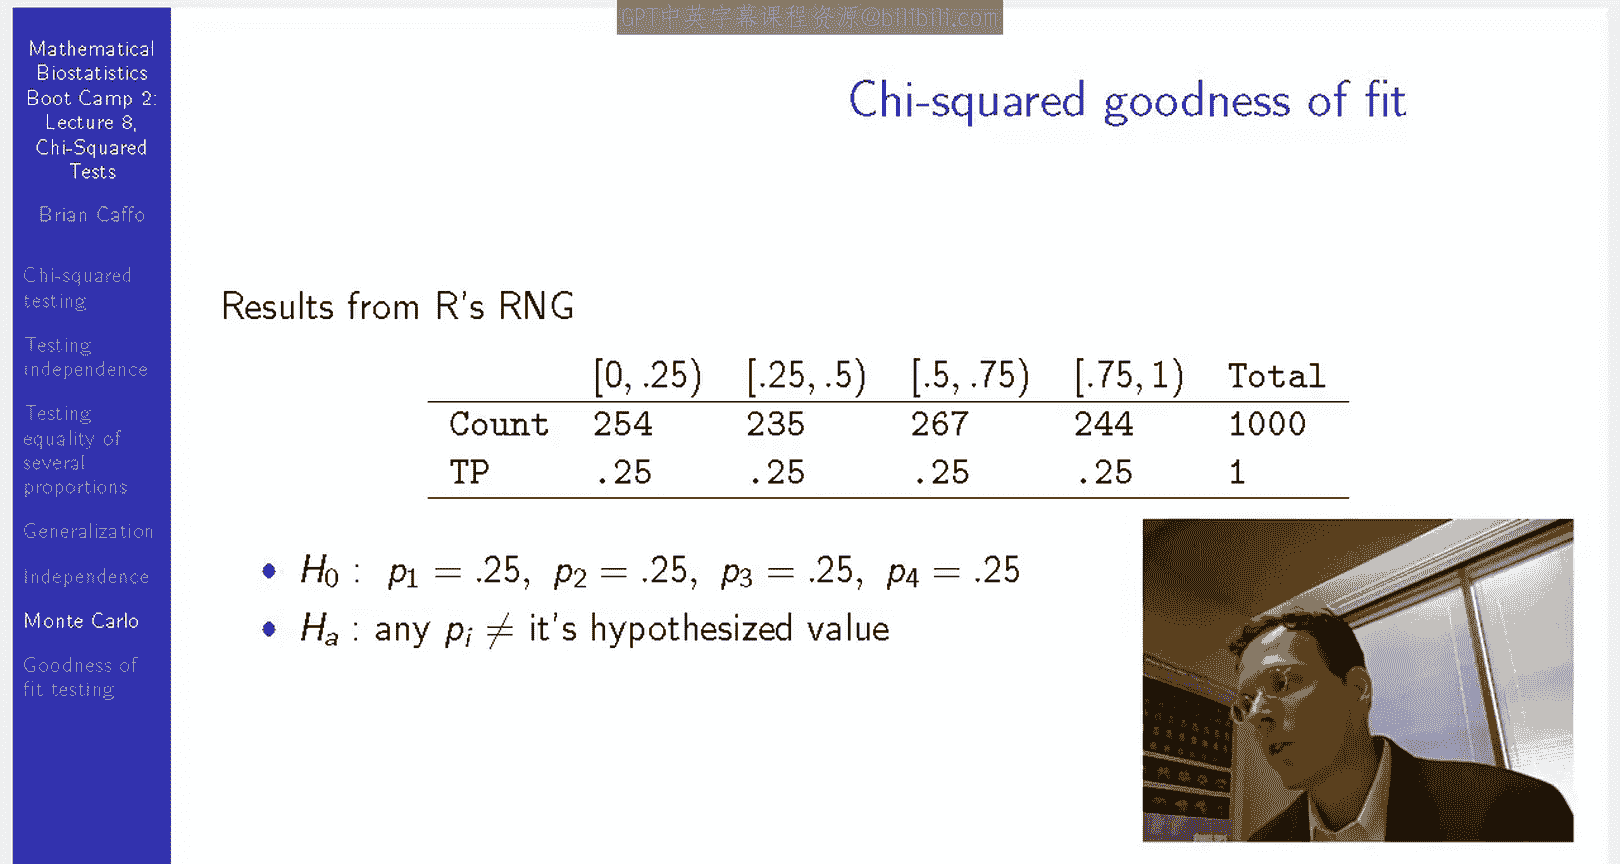 GPT中英字幕课程资源@bilibili.com
Mathematical
Biostatistics
Boot Camp 2:
Lecture 8,
Chi-Squared
Tests
Brian Caffo
Chi-squared
testing
Testing
independence
Testing
equality of
several
proportions
Generalization
Independence
Monte Carlo
Goodness of
fit testing
Chi-squared goodness of fit
Results from R's RNG
[0, .25) [.25, .5) [.5, .75) [.75, 1) Total
Count 254 235 267 244 1000
TP .25 .25 .25 .25 1
• H₀ : p₁ = .25, p₂ = .25, p₃ = .25, p₄ = .25
• Hₐ : any pᵢ ≠ it's hypothesized value